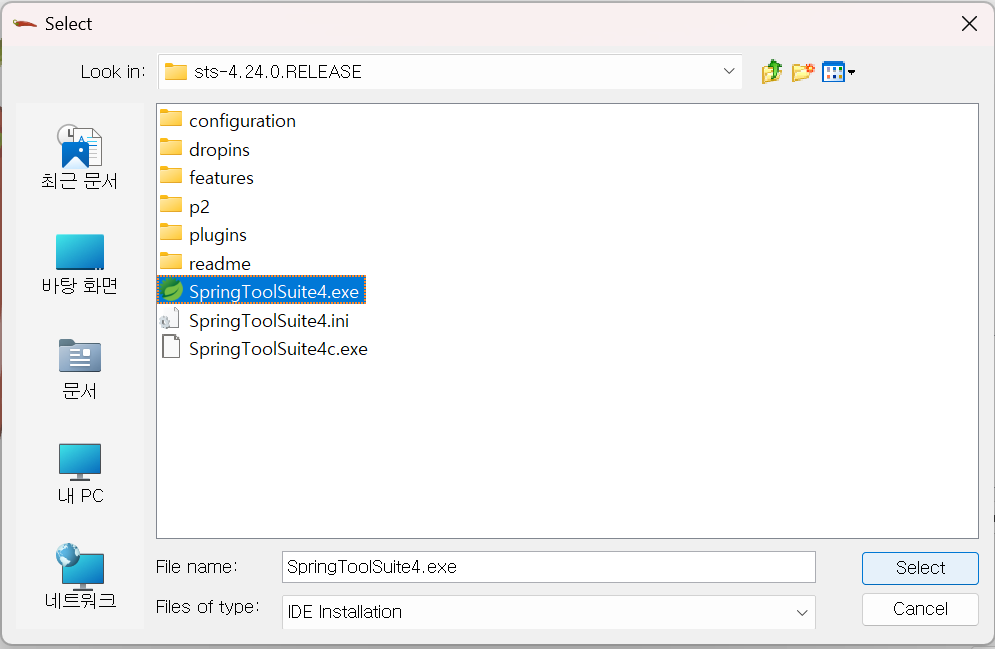 Select
Look in:
sts-4.24.0.RELEASE
최근 문서
바탕 화면
문서
내 PC
네트워크
configuration
dropins
features
p2
plugins
readme
SpringToolSuite4.exe
SpringToolSuite4.ini
SpringToolSuite4c.exe
File name:
SpringToolSuite4.exe
Select
Files of type:
IDE Installation
Cancel